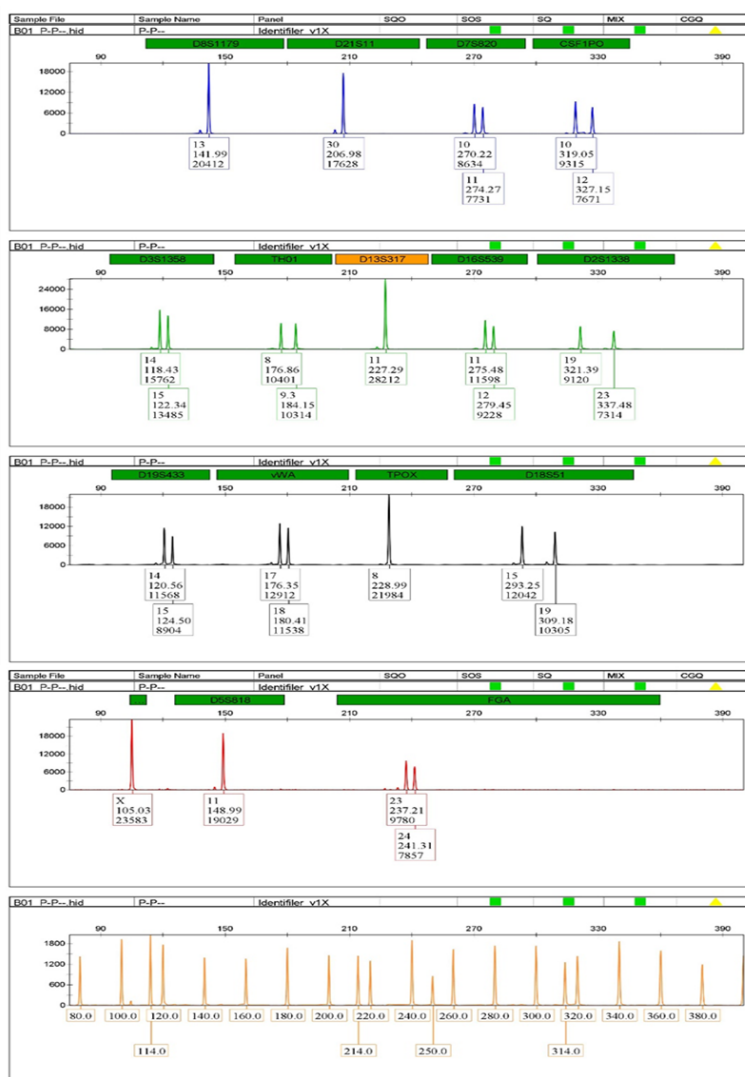 Sample File Sample Name Panel SQO SOS SQ MIX CGQ
B01_P-P--.hid P-P-- Identifiler_v1X
D8S1179 D21S11 D7S820 CSF1PO
90 150 210 270 330 390
18000
12000
6000
0
13 30 10 10
141.99 206.98 270.22 319.05
20412 17628 8634 9315
11 12
274.27 327.15
7731 7671
B01_P-P--.hid P-P-- Identifiler_v1X
D3S1358 TH01 D13S317 D16S539 D2S1338
90 150 210 270 330 390
24000
16000
8000
0
14 8 11 11 19
118.43 176.86 227.29 275.48 321.39
15762 10401 28212 11598 9120
15 9.3 12 23
122.34 184.15 279.45 337.48
13485 10314 9228 7314
B01_P-P--.hid P-P-- Identifiler_v1X
D19S433 vWA TPOX D18S51
90 150 210 270 330 390
18000
12000
6000
0
14 17 8 15
120.56 176.35 228.99 293.25
11568 12912 21984 12042
15 18 19
124.50 180.41 309.18
8904 11538 10305
Sample File Sample Name Panel SQO SOS SQ MIX CGQ
B01_P-P--.hid P-P-- Identifiler_v1X
D5S818 FGA
90 150 210 270 330 390
18000
12000
6000
0
X 11 23
105.03 148.99 237.21
23583 19029 9780
24
241.31
7857
B01_P-P--.hid P-P-- Identifiler_v1X
90 150 210 270 330 390
1800
1200
600
0
80.0 100.0 120.0 140.0 160.0 180.0 200.0 220.0 240.0 260.0 280.0 300.0 320.0 340.0 360.0 380.0
114.0 214.0 250.0 314.0